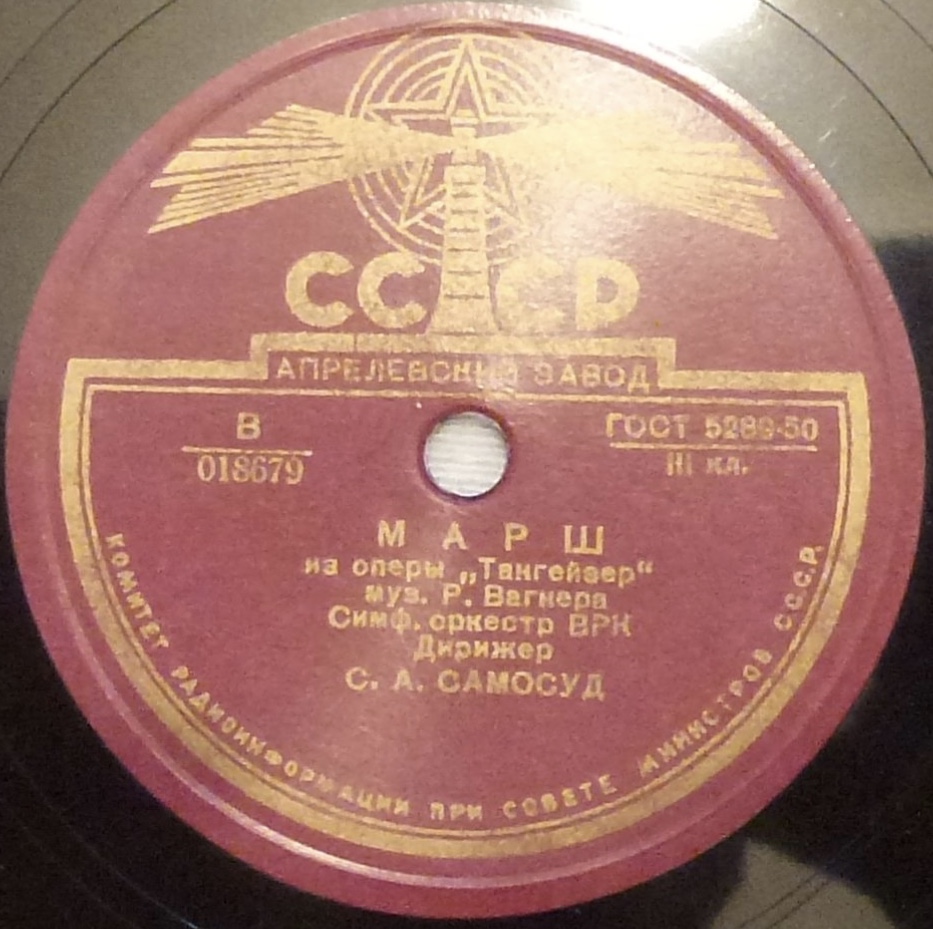 СССР
АПРЕЛЕВСКИЙ ЗАВОД
В
018679
ГОСТ 5289-50
III кл.
МАРШ
из оперы „Тангейзер“
муз. Р. Вагнера
Симф. оркестр ВРК
Дирижер
С. А. САМОСУД
КОМИТЕТ РАДИОИНФОРМАЦИИ ПРИ СОВЕТЕ МИНИСТРОВ С.С.С.Р.